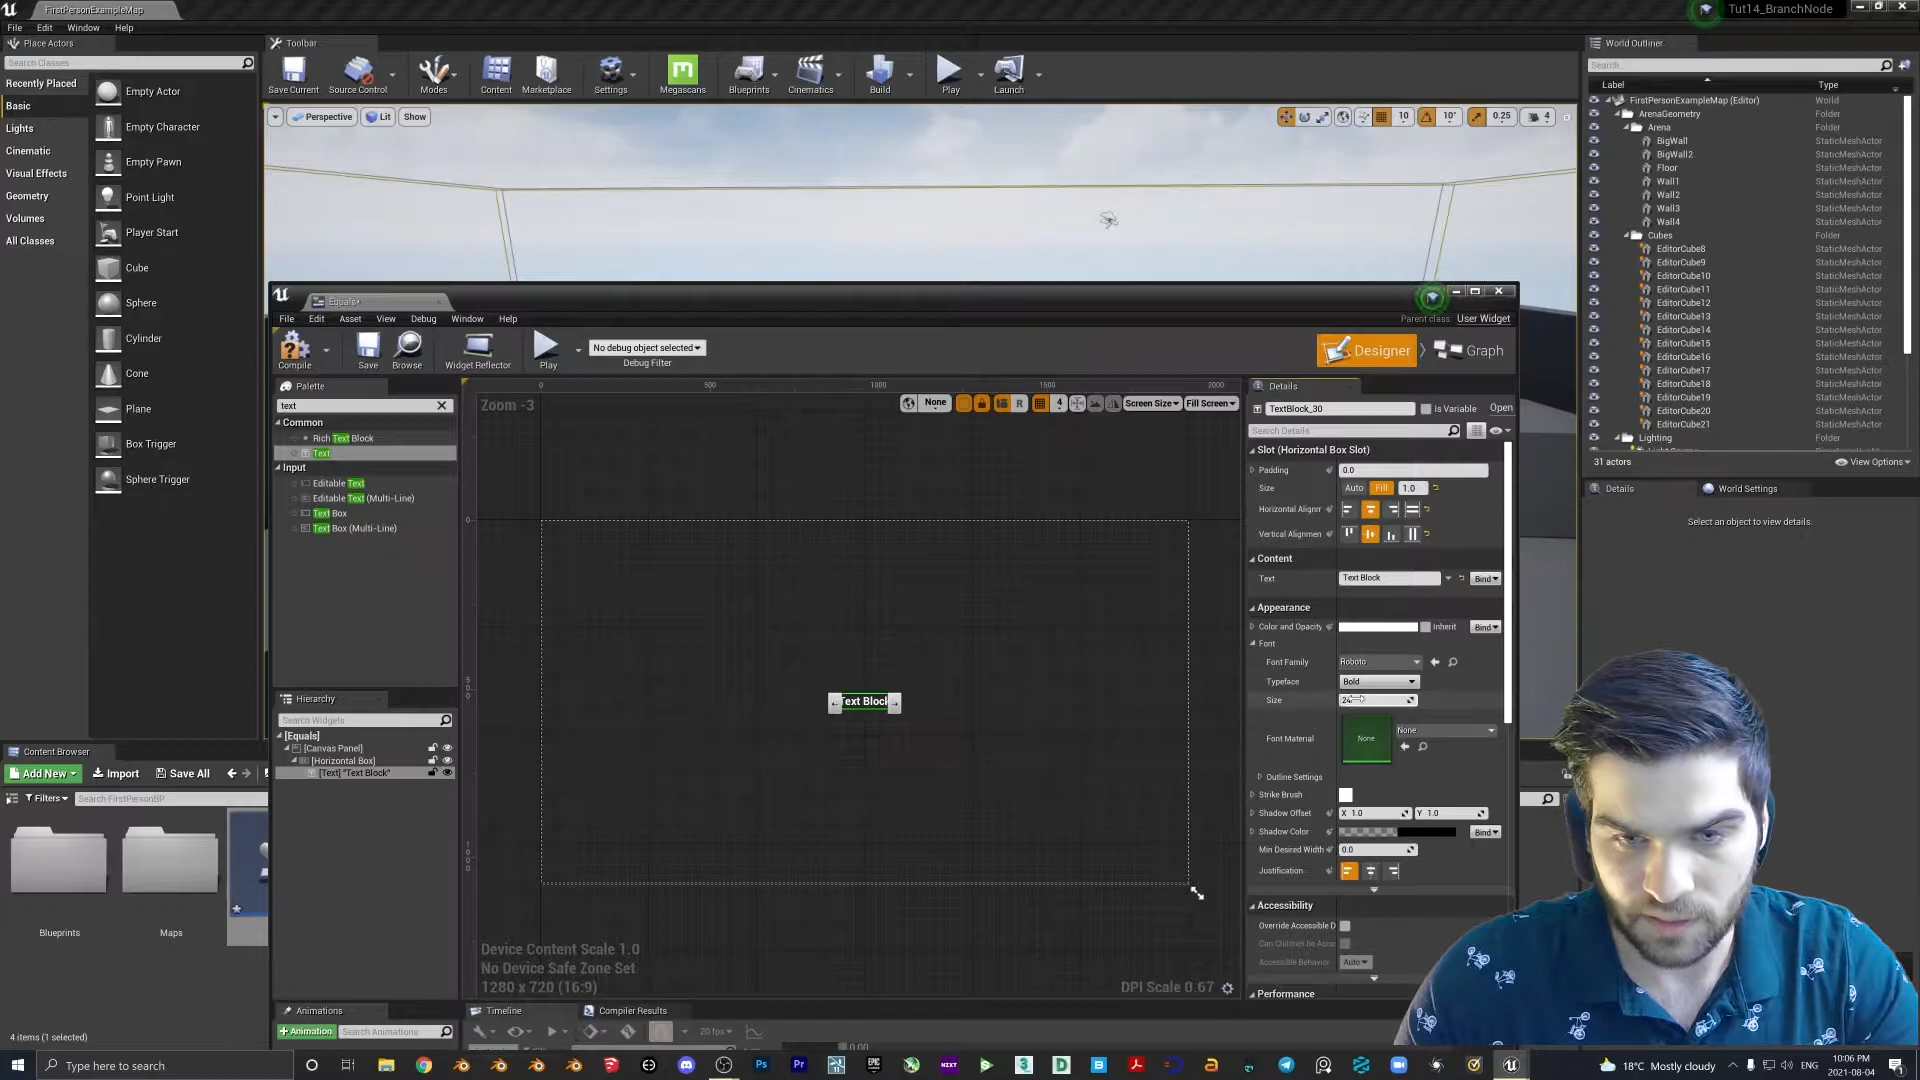 FirstPersonExampleMap
Tut14_BranchNode
File Edit Window Help
Place Actors
Search Classes
Recently Placed
Basic
Lights
Cinematic
Visual Effects
Geometry
Volumes
All Classes
Empty Actor
Empty Character
Empty Pawn
Point Light
Player Start
Cube
Sphere
Cylinder
Cone
Plane
Box Trigger
Sphere Trigger
Toolbar
Save Current
Source Control
Modes
Content
Marketplace
Settings
Megascans
Blueprints
Cinematics
Build
Play
Launch
Perspective Lit Show
10 10° 0.25 4
World Outliner
Search...
Label Type
FirstPersonExampleMap (Editor) World
ArenaGeometry Folder
Arena Folder
BigWall StaticMeshActor
BigWall2 StaticMeshActor
Floor StaticMeshActor
Wall1 StaticMeshActor
Wall2 StaticMeshActor
Wall3 StaticMeshActor
Wall4 StaticMeshActor
Cubes Folder
EditorCube8 StaticMeshActor
EditorCube9 StaticMeshActor
EditorCube10 StaticMeshActor
EditorCube11 StaticMeshActor
EditorCube12 StaticMeshActor
EditorCube13 StaticMeshActor
EditorCube14 StaticMeshActor
EditorCube15 StaticMeshActor
EditorCube16 StaticMeshActor
EditorCube17 StaticMeshActor
EditorCube18 StaticMeshActor
EditorCube19 StaticMeshActor
EditorCube20 StaticMeshActor
EditorCube21 StaticMeshActor
Lighting Folder
31 actors
View Options
Details World Settings
Select an object to view details.
Equals*
File Edit Asset View Debug Window Help
Parent class: User Widget
Compile
Save
Browse
Widget Reflector
Play
No debug object selected
Debug Filter
Designer
Graph
Palette
text
Common
Rich Text Block
Text
Input
Editable Text
Editable Text (Multi-Line)
Text Box
Text Box (Multi-Line)
Hierarchy
Search Widgets
[Equals]
[Canvas Panel]
[Horizontal Box]
[Text] "Text Block"
Animations
+ Animation
Search Animations
0 500 1000 1500 2000
Zoom -3
None
R
4
Screen Size
Fill Screen
Text Block
Device Content Scale 1.0
No Device Safe Zone Set
1280 x 720 (16:9)
DPI Scale 0.67
Timeline
Compiler Results
20 fps
0.00
Details
TextBlock_30
Is Variable
Open
Search Details
Slot (Horizontal Box Slot)
Padding 0.0
Size Auto Fill 1.0
Horizontal Alignm
Vertical Alignmen
Content
Text Text Block Bind
Appearance
Color and Opacity Inherit Bind
Font
Font Family Roboto
Typeface Bold
Size 24
Font Material None None
Outline Settings
Strike Brush
Shadow Offset X 1.0 Y 1.0
Shadow Color Bind
Min Desired Width 0.0
Justification
Accessibility
Override Accessible D
Can Children be Acce
Accessible Behavior Auto
Performance
Content Browser
Add New Import Save All
Filters Search FirstPersonBP
Blueprints
Maps
4 items (1 selected)
Type here to search
18°C Mostly cloudy
ENG
10:06 PM
2021-08-04